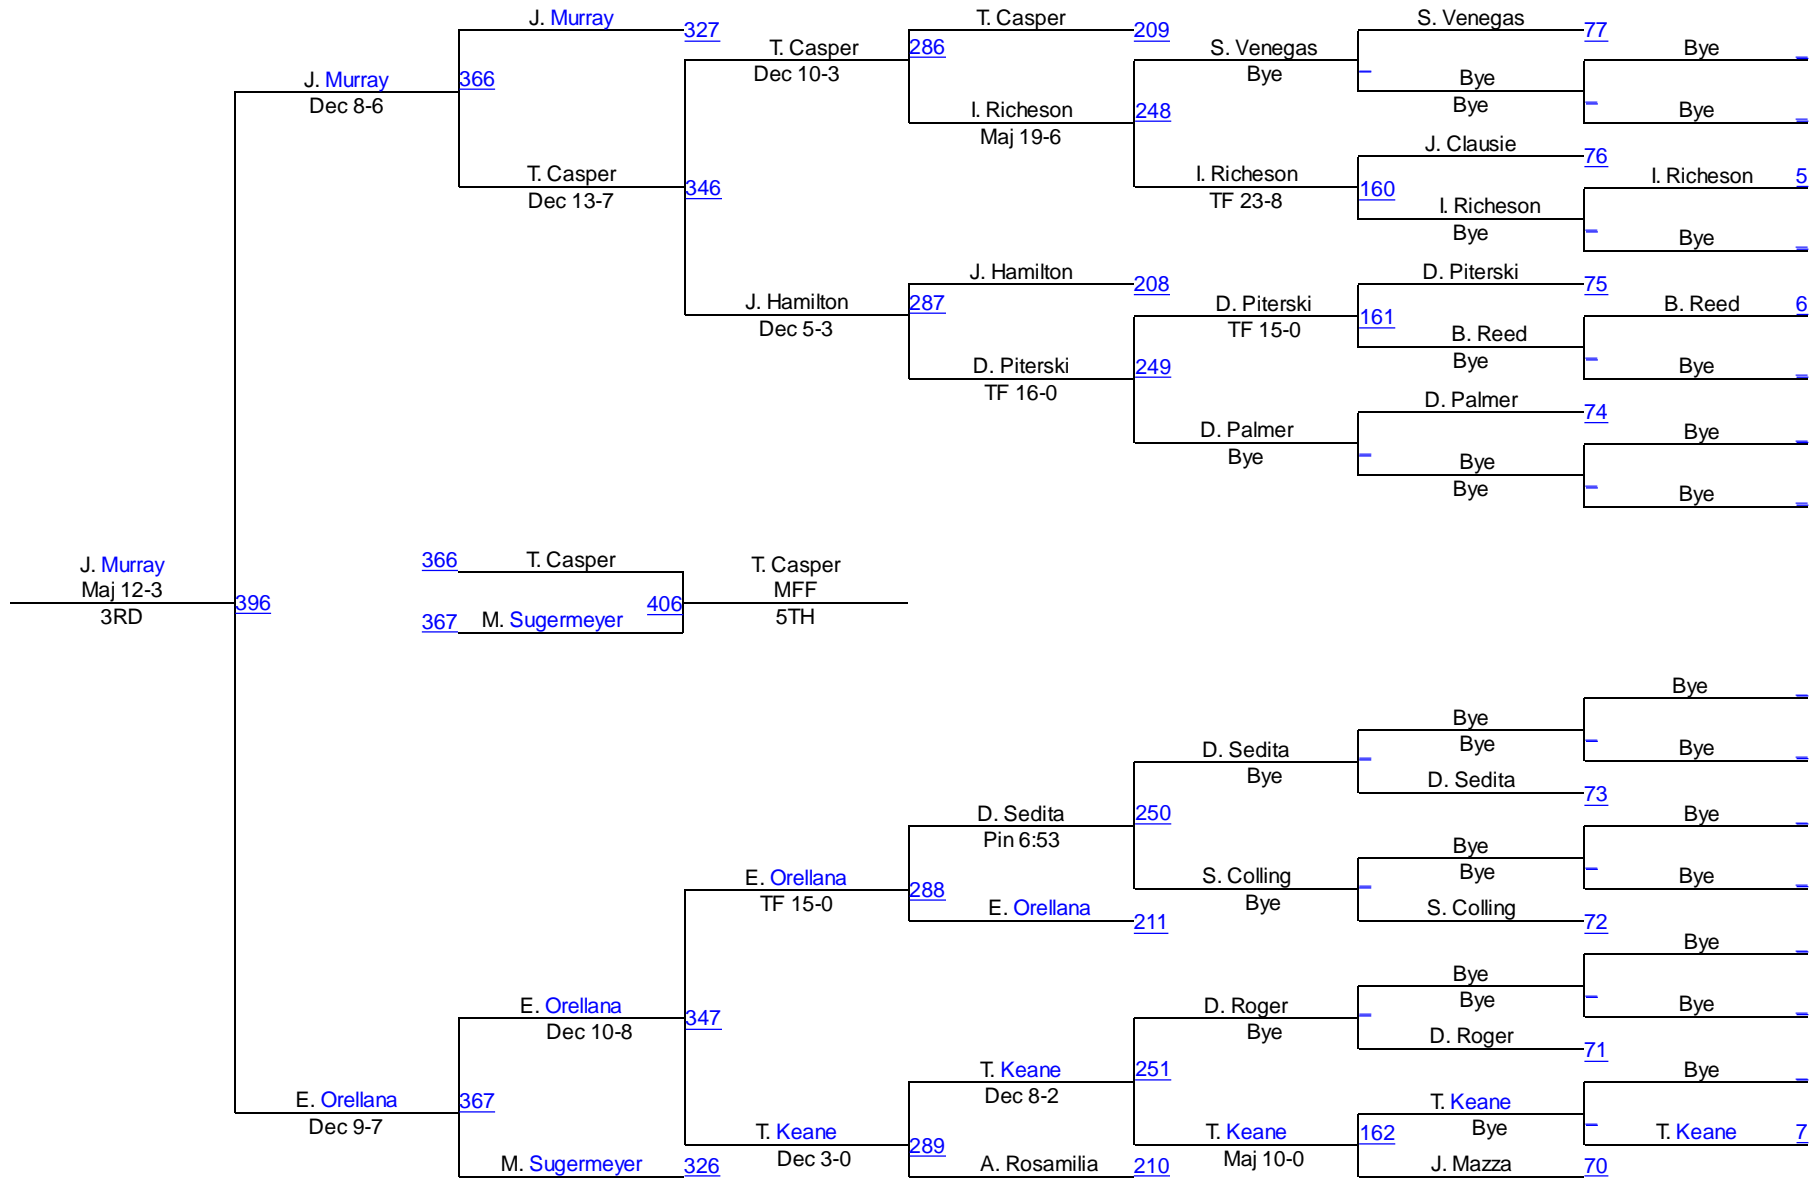 J. Murray
327
T. Casper
Dec 10-3
286
T. Casper
209
S. Venegas
Bye
S. Venegas
77
Bye
Bye
Bye
Bye
J. Murray
Dec 8-6
366
I. Richeson
Maj 19-6
248
J. Clausie
76
T. Casper
Dec 13-7
346
I. Richeson
TF 23-8
160
I. Richeson
5
I. Richeson
Bye
Bye
J. Hamilton
Dec 5-3
287
J. Hamilton
208
D. Piterski
TF 15-0
161
D. Piterski
75
B. Reed
6
B. Reed
Bye
Bye
D. Piterski
TF 16-0
249
D. Palmer
74
D. Palmer
Bye
Bye
Bye
Bye
Bye
J. Murray
Maj 12-3
3RD
396
366
T. Casper
367
M. Sugermeyer
406
T. Casper
MFF
5TH
Bye
Bye
Bye
Bye
D. Sedita
Bye
D. Sedita
73
D. Sedita
Pin 6:53
250
Bye
Bye
Bye
Bye
E. Orellana
TF 15-0
288
S. Colling
Bye
S. Colling
72
E. Orellana
211
Bye
Bye
Bye
Bye
E. Orellana
Dec 10-8
347
D. Roger
Bye
D. Roger
71
T. Keane
Dec 8-2
251
Bye
E. Orellana
Dec 9-7
367
T. Keane
Bye
T. Keane
Dec 3-0
289
T. Keane
Maj 10-0
162
T. Keane
7
M. Sugermeyer
326
A. Rosamilia
210
J. Mazza
70